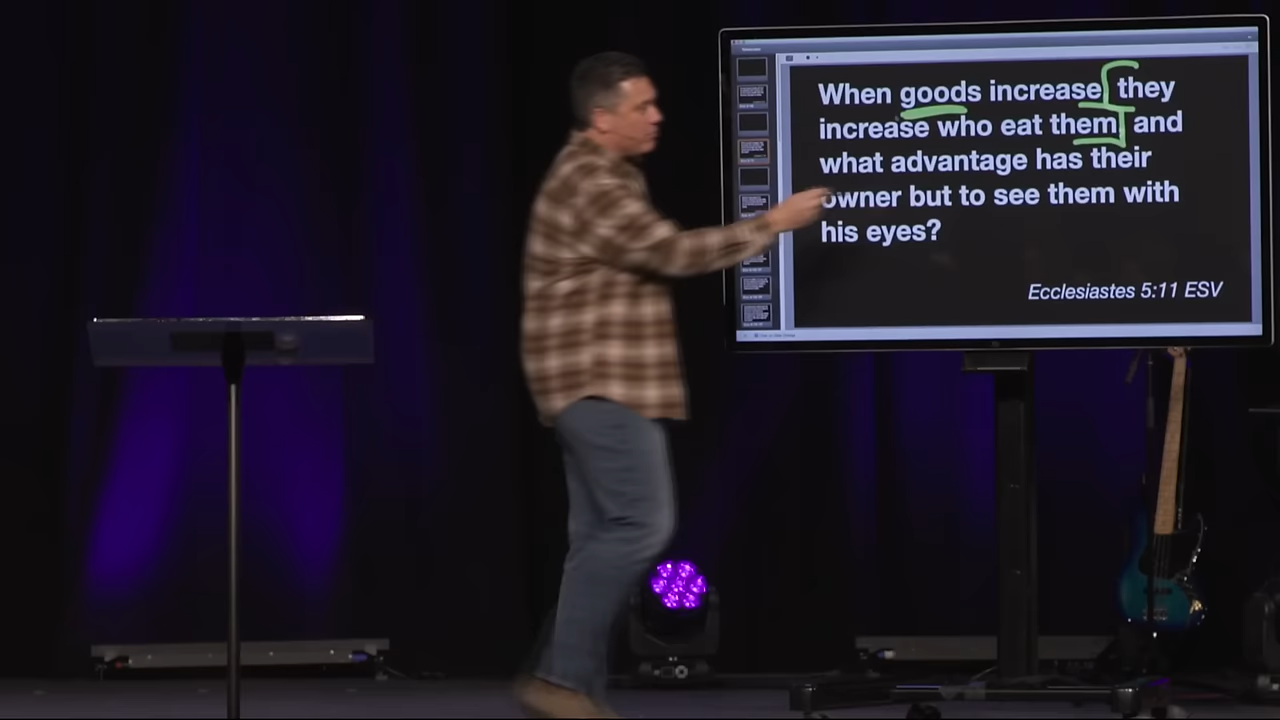 When goods increase, they
increase who eat them, and
what advantage has their
owner but to see them with
his eyes?
Ecclesiastes 5:11 ESV